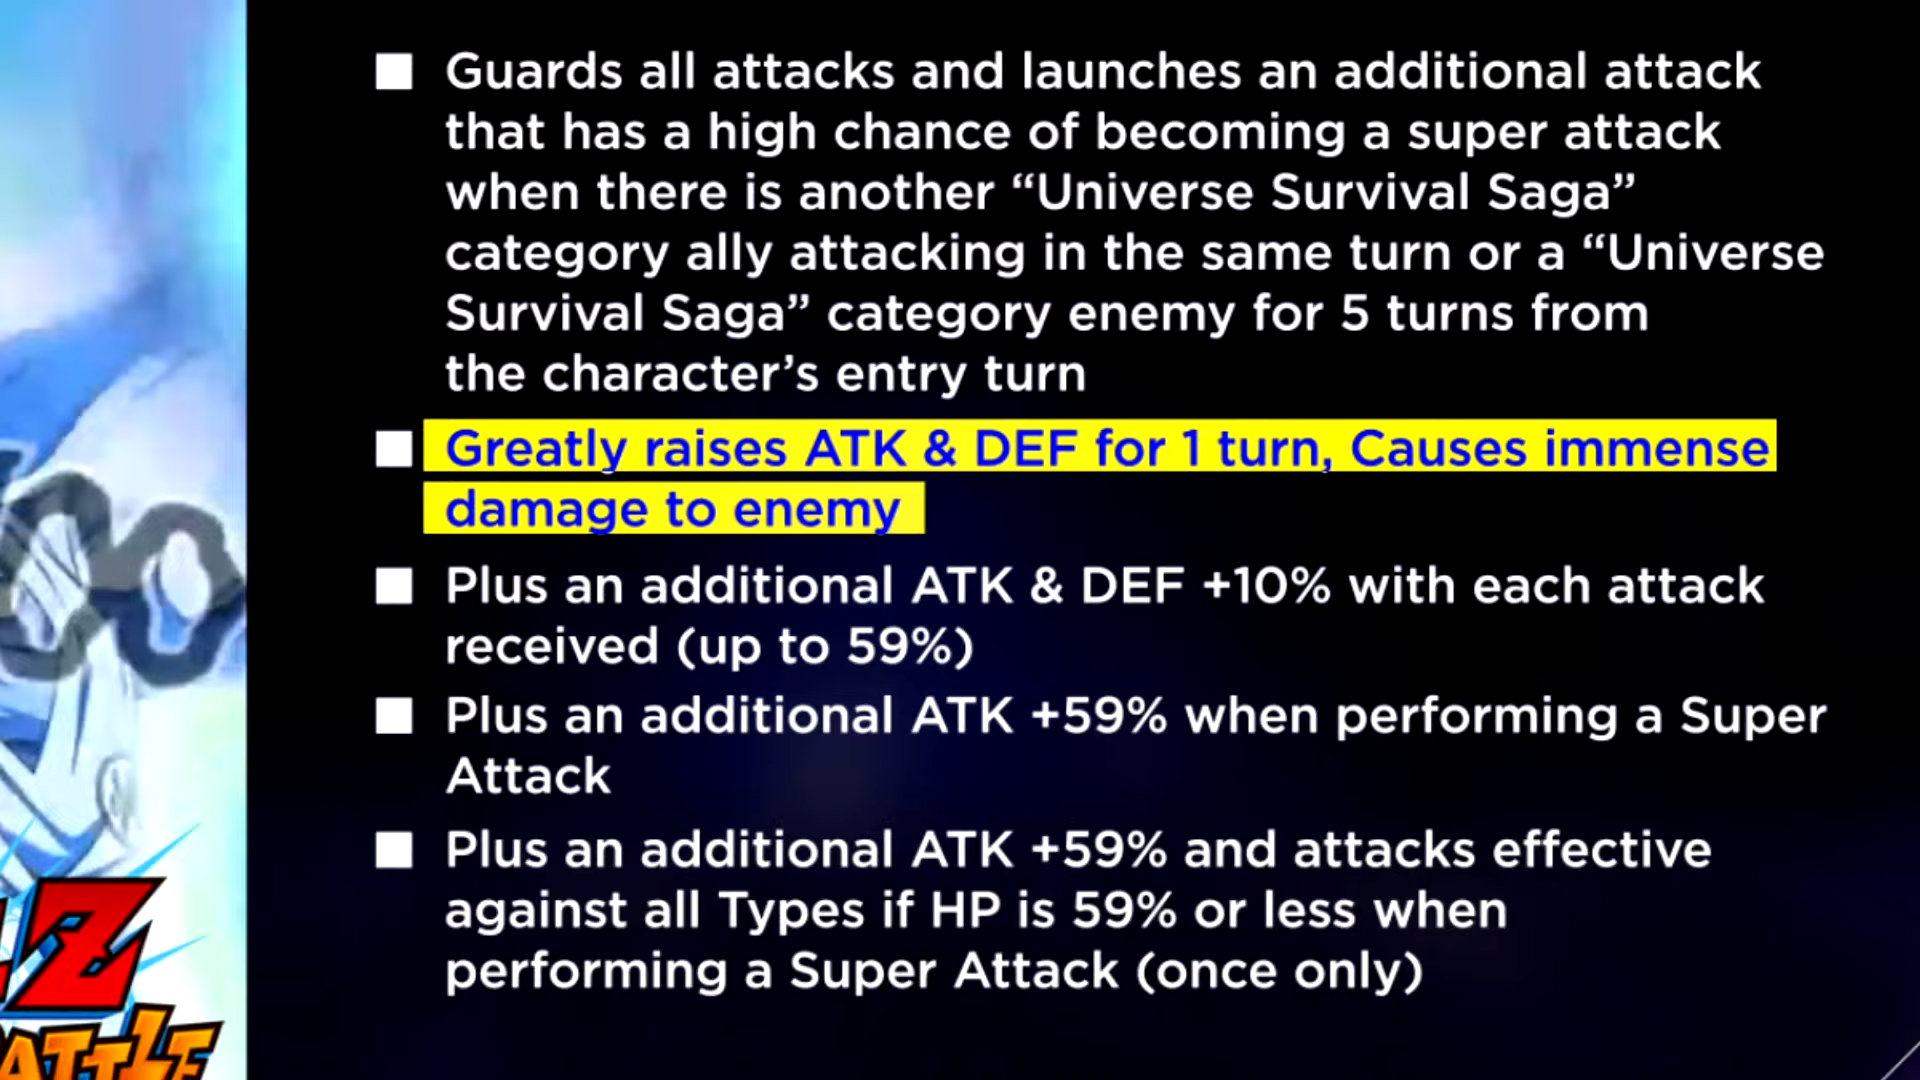 Guards all attacks and launches an additional attack
that has a high chance of becoming a super attack
when there is another “Universe Survival Saga”
category ally attacking in the same turn or a “Universe
Survival Saga” category enemy for 5 turns from
the character’s entry turn
Greatly raises ATK & DEF for 1 turn, Causes immense
damage to enemy
Plus an additional ATK & DEF +10% with each attack
received (up to 59%)
Plus an additional ATK +59% when performing a Super
Attack
Plus an additional ATK +59% and attacks effective
against all Types if HP is 59% or less when
performing a Super Attack (once only)
Z
ATTLE